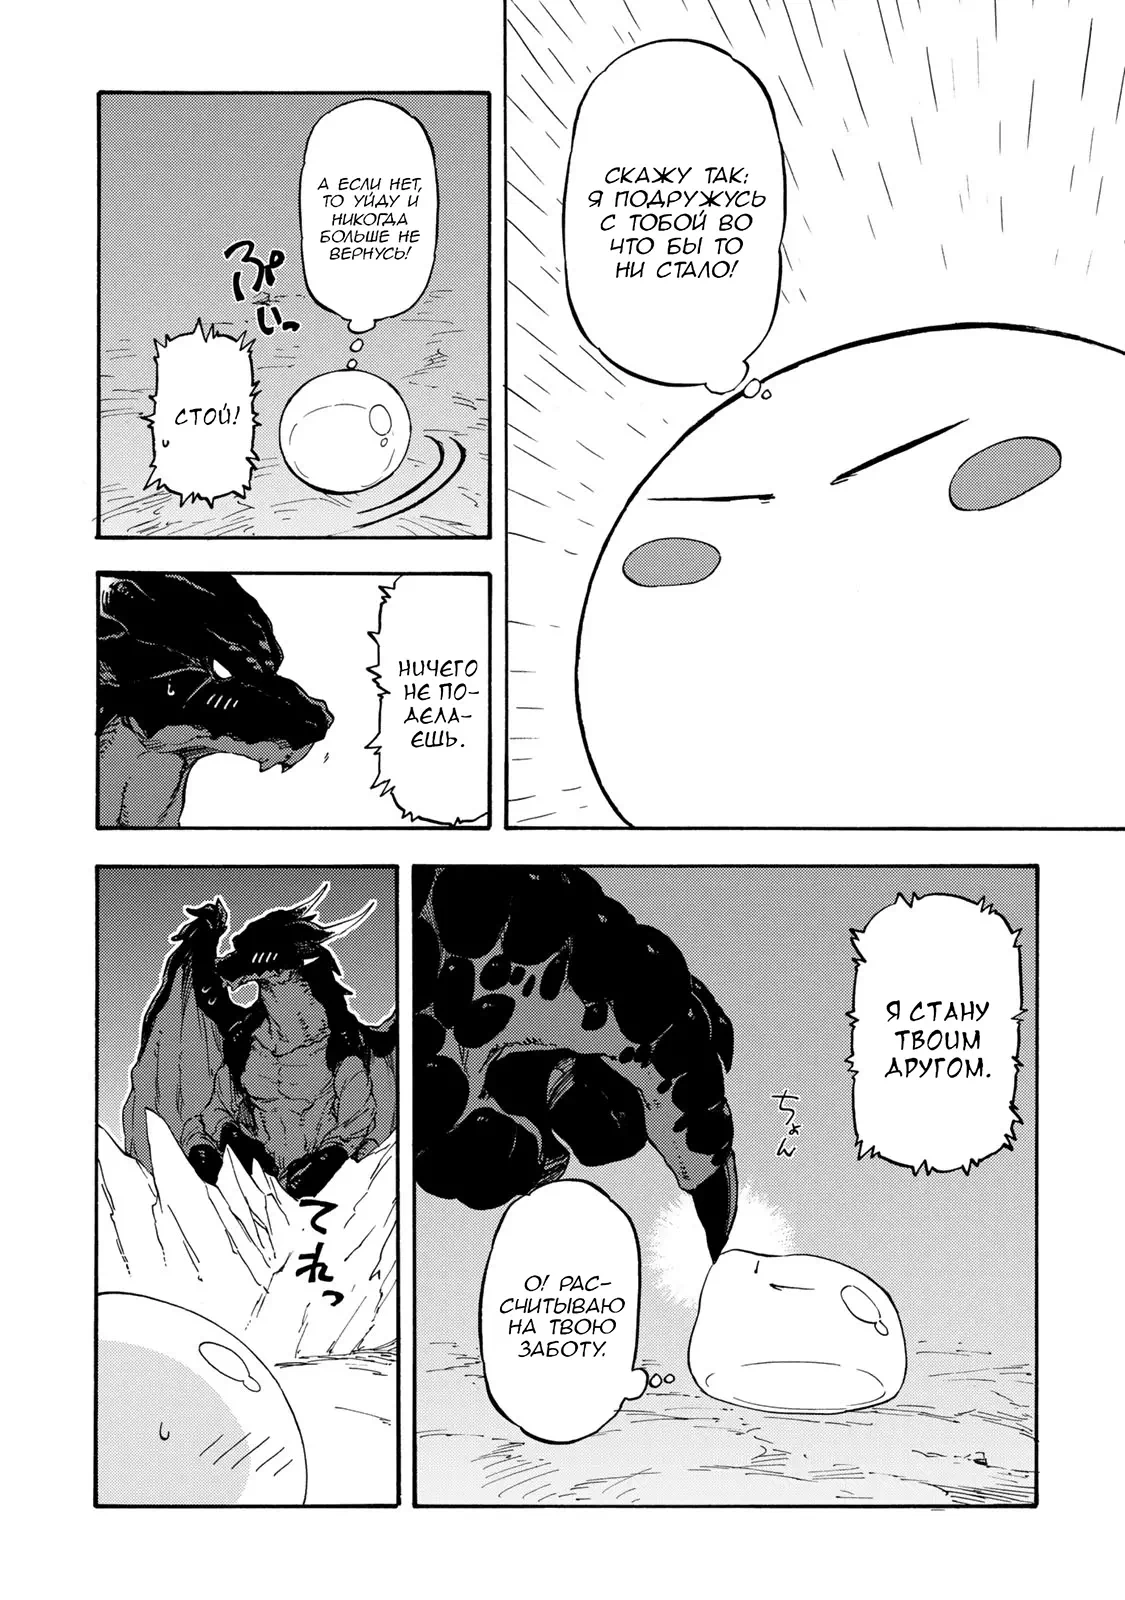 СКАЖУ ТАК:
Я ПОДРУЖУСЬ
С ТОБОЙ ВО
ЧТО БЫ ТО
НИ СТАЛО!
А ЕСЛИ НЕТ,
ТО УЙДУ И
НИКОГДА
БОЛЬШЕ НЕ
ВЕРНУСЬ!
ぷ
いっ
СТОЙ!
НИЧЕГО
НЕ ПО-
ДЕЛА-
ЕШЬ.
Я СТАНУ
ТВОИМ
ДРУГОМ.
ちょん
О! РАС-
СЧИТЫВАЮ
НА ТВОЮ
ЗАБОТУ.
てれっ